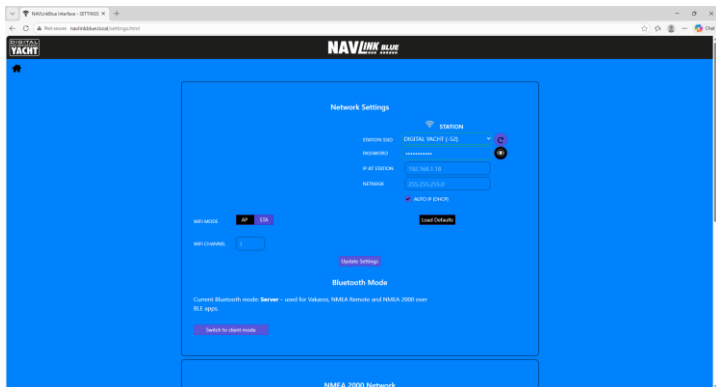 NAVLinkBlue Interface - SETTINGS
Not secure navlinkblue.local/settings.html
Chat
DIGITAL
YACHT
NAVLINK BLUE
Network Settings
STATION
STATION SSID DIGITAL YACHT (-52)
PASSWORD ••••••••••
IP AT STATION 192.168.1.18
NETMASK 255.255.255.0
AUTO IP (DHCP)
WIFI MODE AP STA Load Defaults
WIFI CHANNEL
Update Settings
Bluetooth Mode
Current Bluetooth mode: Server – used for Vakaros, NMEA Remote and NMEA 2000 over
BLE apps.
Switch to client mode
NMEA 2000 Network